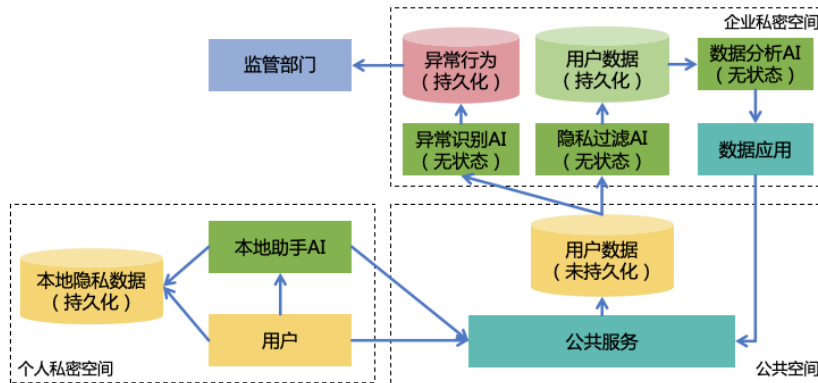 企业私密空间
监管部门
异常行为
（持久化）
用户数据
（持久化）
数据分析AI
（无状态）
异常识别AI
（无状态）
隐私过滤AI
（无状态）
数据应用
本地隐私数据
（持久化）
本地助手AI
用户数据
（未持久化）
用户
公共服务
个人私密空间
公共空间